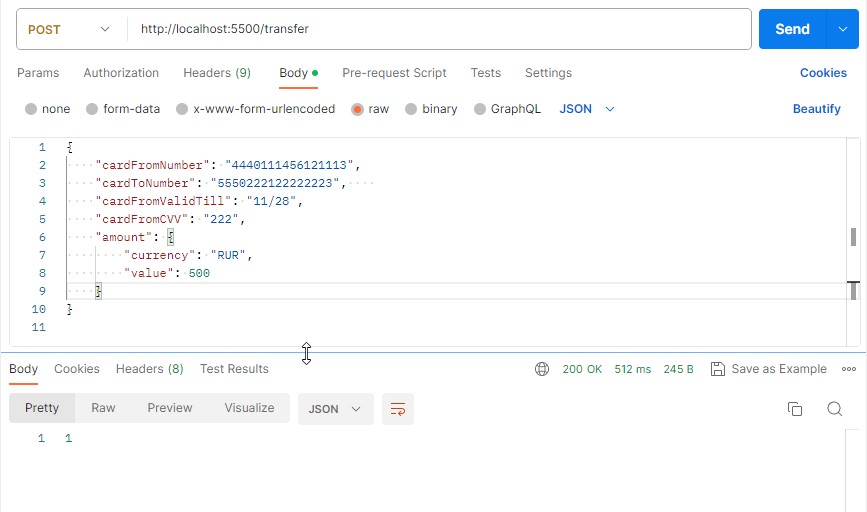 POST http://localhost:5500/transfer Send
Params Authorization Headers (9) Body Pre-request Script Tests Settings Cookies
none form-data x-www-form-urlencoded raw binary GraphQL JSON Beautify
1 {
2 "cardFromNumber": "4440111456121113",
3 "cardToNumber": "5550222122222223",
4 "cardFromValidTill": "11/28",
5 "cardFromCVV": "222",
6 "amount": {
7 "currency": "RUR",
8 "value": 500
9 }
10 }
11
Body Cookies Headers (8) Test Results 200 OK 512 ms 245 B Save as Example
Pretty Raw Preview Visualize JSON
1 1